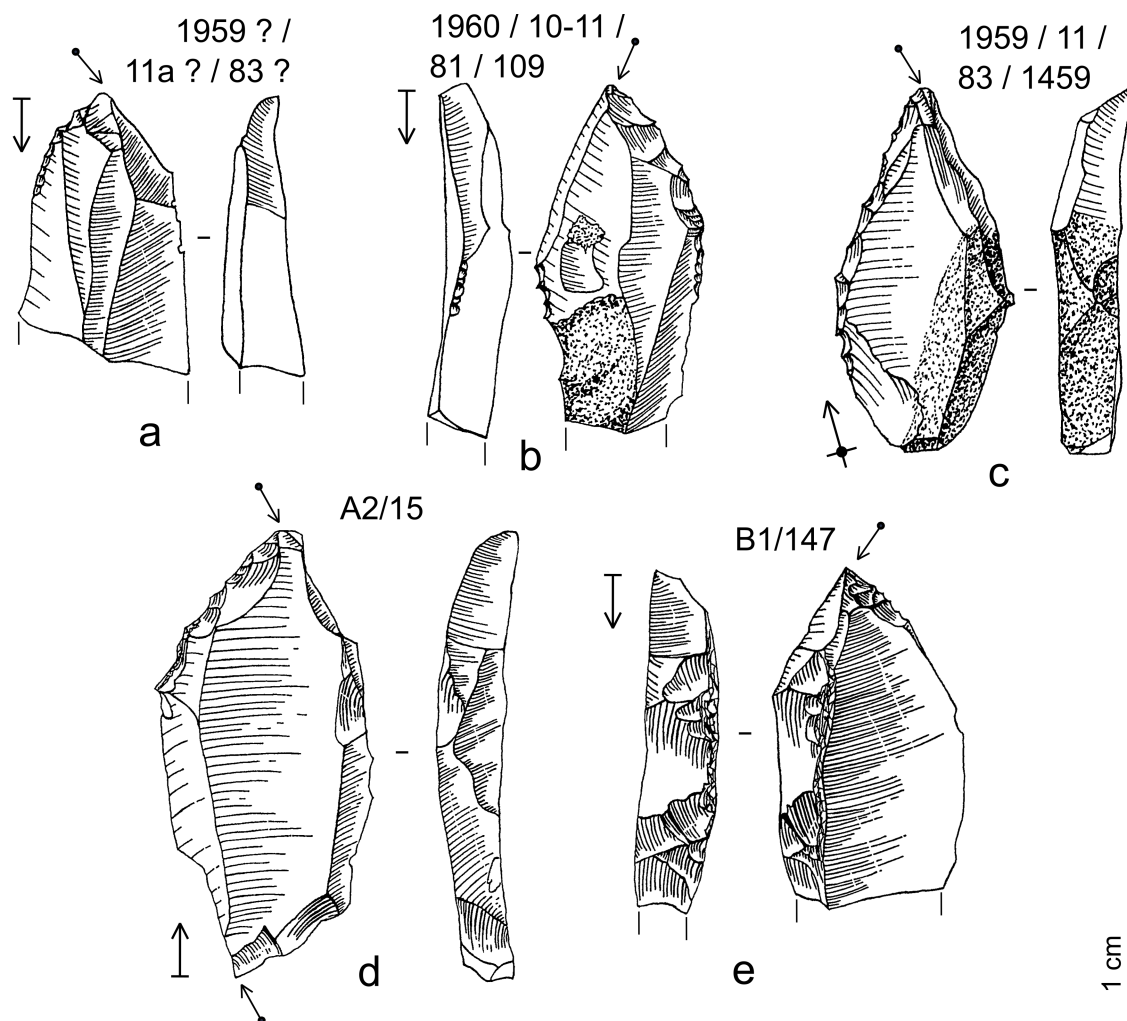 1959 ? /
11a ? / 83 ?
1960 / 10-11 /
81 / 109
1959 / 11 /
83 / 1459
a
b
c
A2/15
B1/147
d
e
1 cm